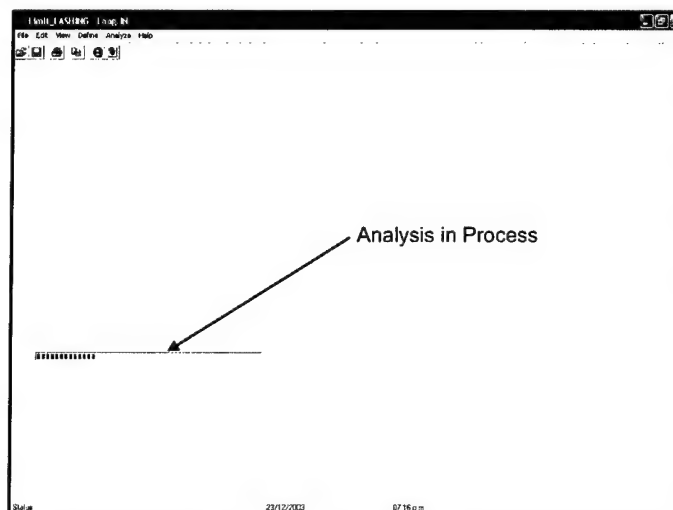 File Edit View Define Analyze Help
Analysis in Process
Status 23/12/2003 07:16 p.m.